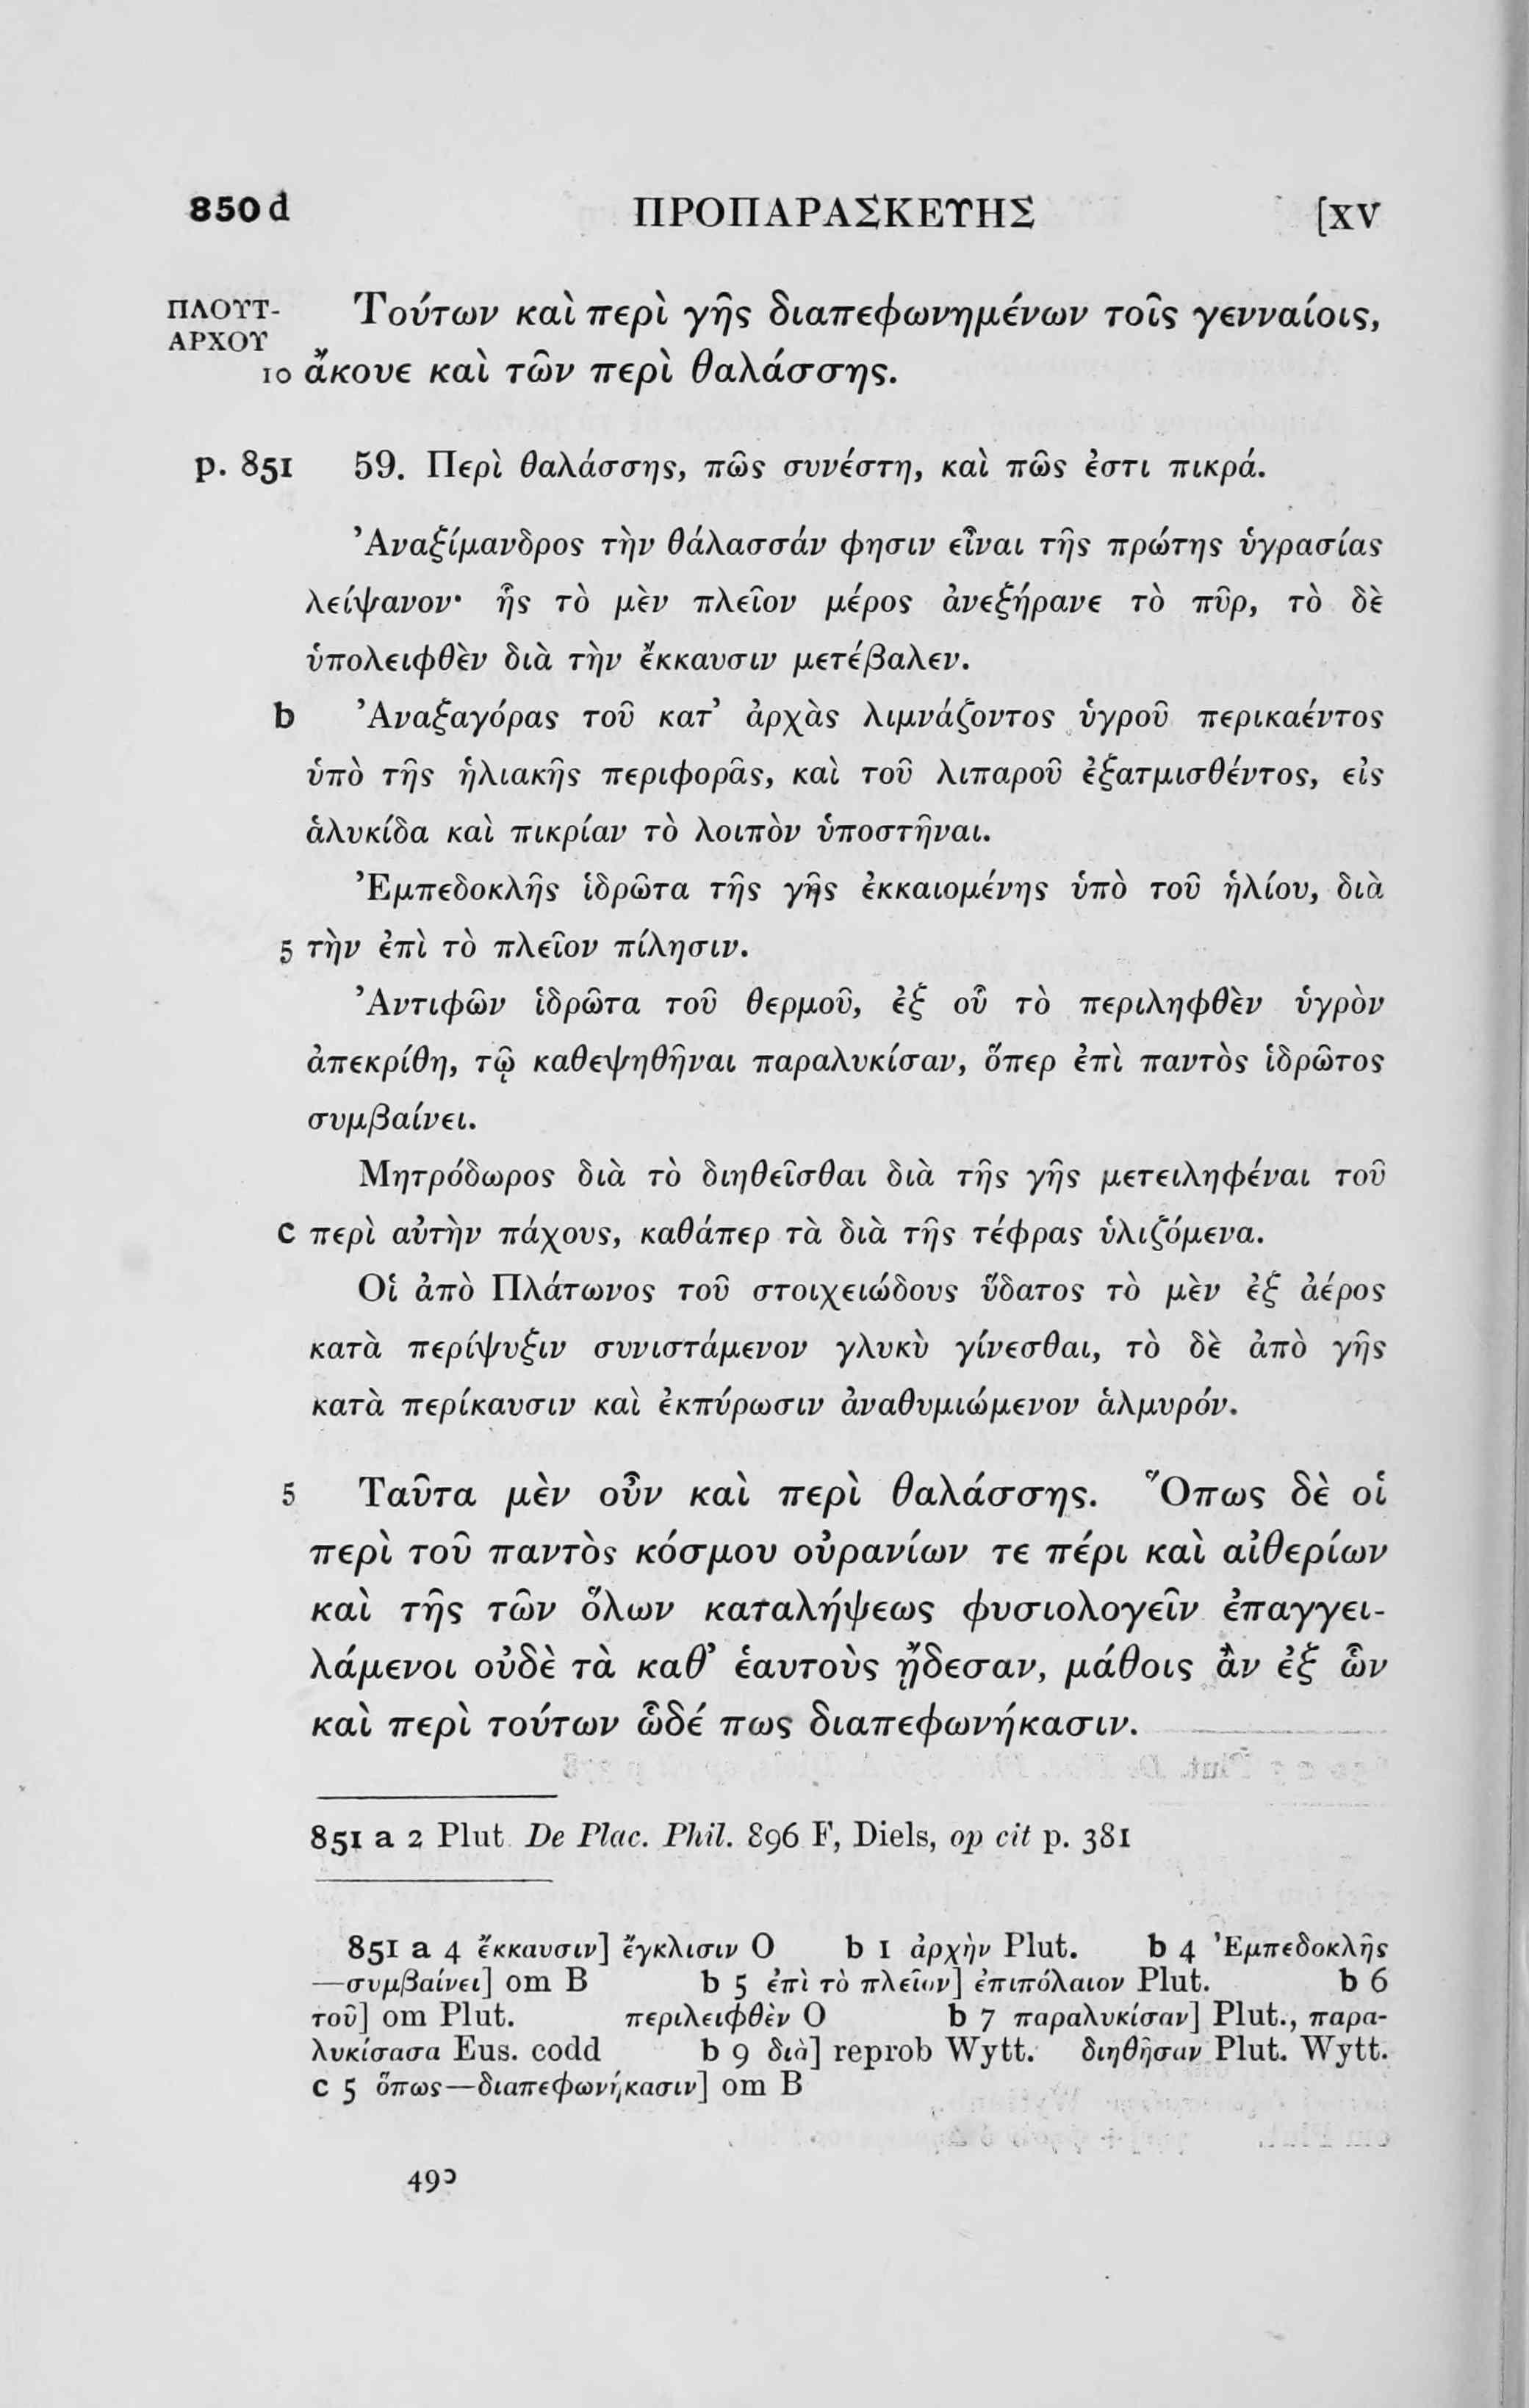 850 d ΠΡΟΠΑΡΑΣΚΕΥΗΣ [XV
ΠΛΟΥΤ- Τούτων καὶ περὶ γῆς διαπεφωνημένων τοῖς γενναίοις,
ΑΡΧΟΥ
10 ἄκουε καὶ τῶν περὶ θαλάσσης.
p. 851 59. Περὶ θαλάσσης, πῶς συνέστη, καὶ πῶς ἐστι πικρά.
Ἀναξίμανδρος τὴν θάλασσάν φησιν εἶναι τῆς πρώτης ὑγρασίας
λείψανον· ἧς τὸ μὲν πλεῖον μέρος ἀνεξήρανε τὸ πῦρ, τὸ δὲ
ὑπολειφθὲν διὰ τὴν ἔκκαυσιν μετέβαλεν.
b Ἀναξαγόρας τοῦ κατ’ ἀρχὰς λιμνάζοντος ὑγροῦ περικαέντος
ὑπὸ τῆς ἡλιακῆς περιφορᾶς, καὶ τοῦ λιπαροῦ ἐξατμισθέντος, εἰς
ἁλυκίδα καὶ πικρίαν τὸ λοιπὸν ὑποστῆναι.
Ἐμπεδοκλῆς ἱδρῶτα τῆς γῆς ἐκκαιομένης ὑπὸ τοῦ ἡλίου, διὰ
5 τὴν ἐπὶ τὸ πλεῖον πίλησιν.
Ἀντιφῶν ἱδρῶτα τοῦ θερμοῦ, ἐξ οὗ τὸ περιληφθὲν ὑγρὸν
ἀπεκρίθη, τῷ καθεψηθῆναι παραλυκίσαν, ὅπερ ἐπὶ παντὸς ἱδρῶτος
συμβαίνει.
Μητρόδωρος διὰ τὸ διηθεῖσθαι διὰ τῆς γῆς μετειληφέναι τοῦ
c περὶ αὐτὴν πάχους, καθάπερ τὰ διὰ τῆς τέφρας ὑλιζόμενα.
Οἱ ἀπὸ Πλάτωνος τοῦ στοιχειώδους ὕδατος τὸ μὲν ἐξ ἀέρος
κατὰ περίψυξιν συνιστάμενον γλυκὺ γίνεσθαι, τὸ δὲ ἀπὸ γῆς
κατὰ περίκαυσιν καὶ ἐκπύρωσιν ἀναθυμιώμενον ἁλμυρόν.
5 Ταῦτα μὲν οὖν καὶ περὶ θαλάσσης. Ὅπως δὲ οἱ
περὶ τοῦ παντὸς κόσμου οὐρανίων τε πέρι καὶ αἰθερίων
καὶ τῆς τῶν ὅλων καταλήψεως φυσιολογεῖν ἐπαγγει-
λάμενοι οὐδὲ τὰ καθ’ ἑαυτοὺς ᾔδεσαν, μάθοις ἂν ἐξ ὧν
καὶ περὶ τούτων ὧδέ πως διαπεφωνήκασιν.
851 a 2 Plut De Plac. Phil. 896 F, Diels, op cit p. 381
851 a 4 ἔκκαυσιν] ἔγκλισιν O b 1 ἀρχὴν Plut. b 4 Ἐμπεδοκλῆς
—συμβαίνει] om B b 5 ἐπὶ τὸ πλεῖον] ἐπιπόλαιον Plut. b 6
τοῦ] om Plut. περιλειφθὲν O b 7 παραλυκίσαν] Plut., παρα-
λυκίσασα Eus. codd b 9 διὰ] reprob Wytt. διηθῆσαν Plut. Wytt.
c 5 ὅπως—διαπεφωνήκασιν] om B
490